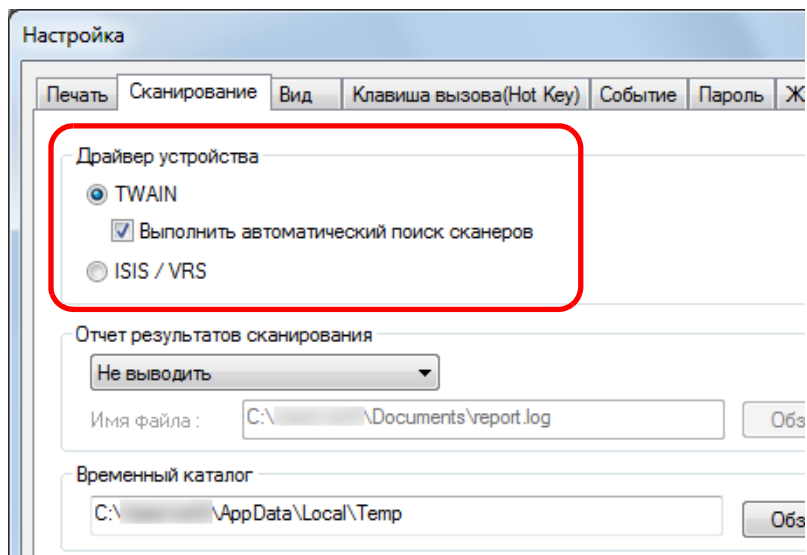 Настройка
Печать Сканирование Вид Клавиша вызова(Hot Key) Событие Пароль
Драйвер устройства
TWAIN
Выполнить автоматический поиск сканеров
ISIS / VRS
Отчет результатов сканирования
Не выводить
Имя файла : C:\ \Documents\report.log
Временный каталог
C:\ \AppData\Local\Temp